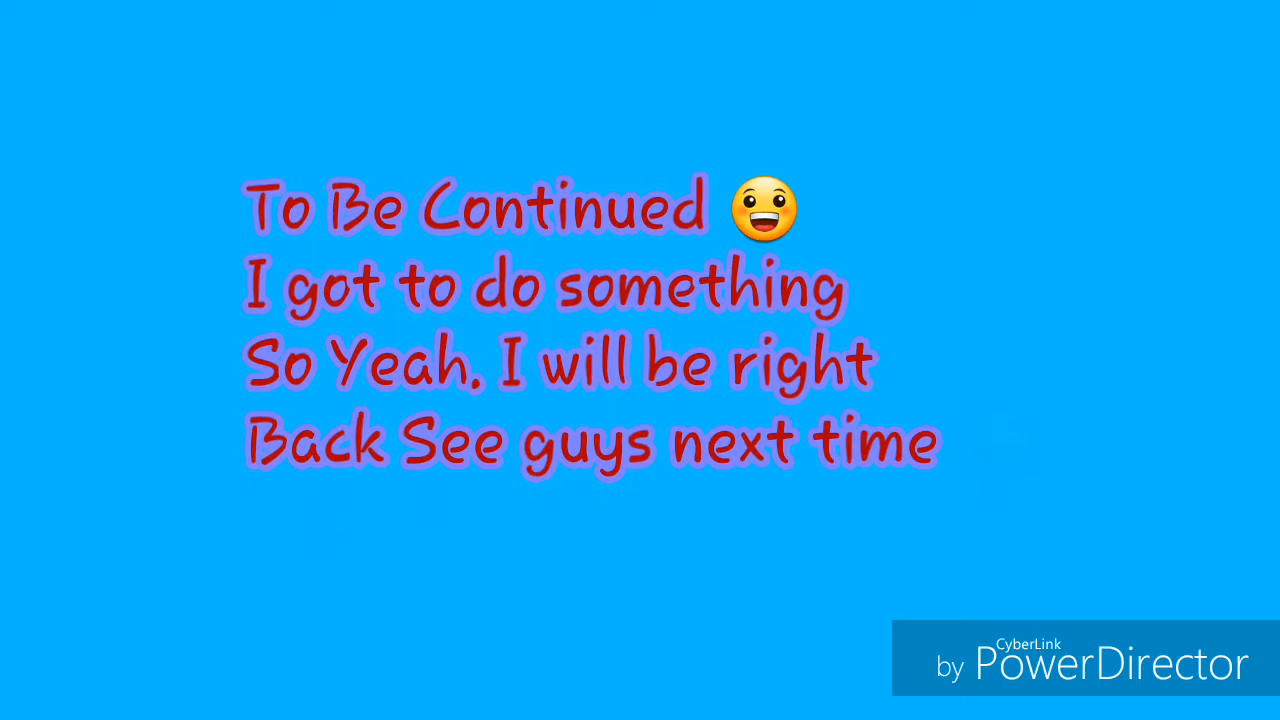 To Be Continued 😀
I got to do something
So Yeah. I will be right
Back See guys next time
CyberLink
by PowerDirector